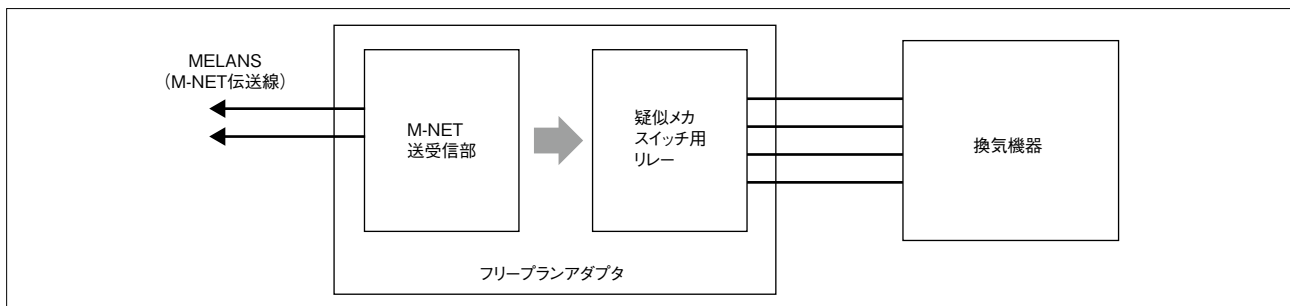 MELANS
（M-NET伝送線）
M-NET
送受信部
疑似メカ
スイッチ用
リレー
換気機器
フリープランアダプタ